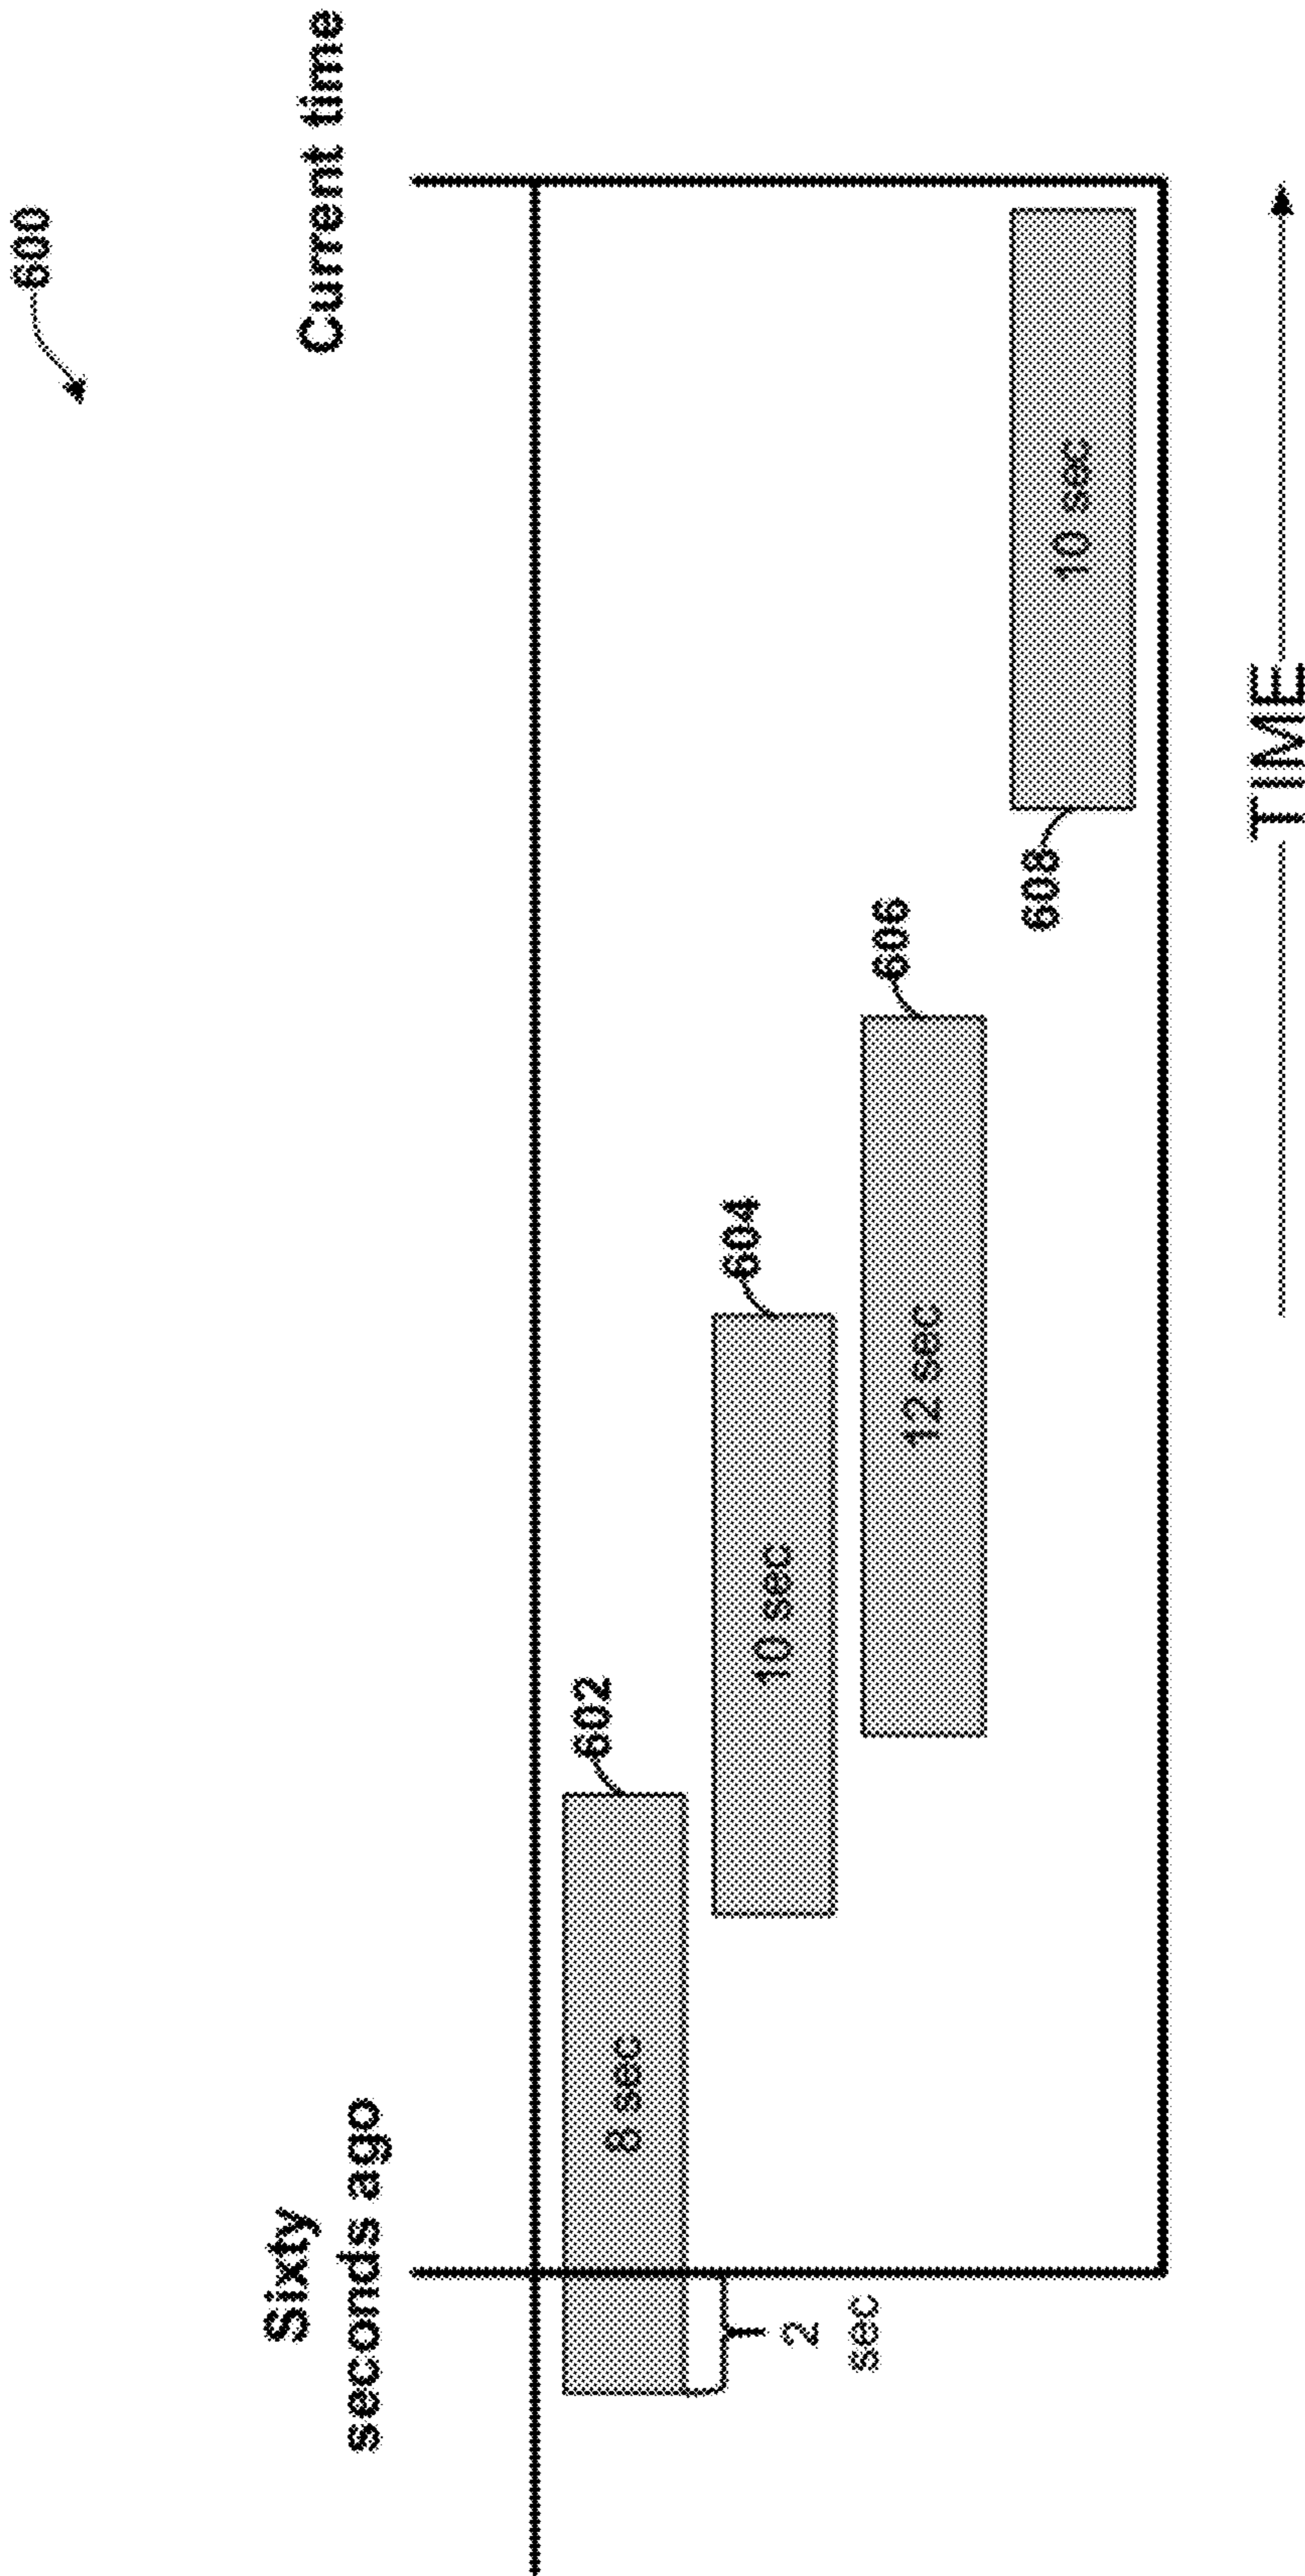 600
Sixty
seconds ago
Current time
602
8 sec
2
sec
604
10 sec
606
12 sec
608
10 sec
TIME